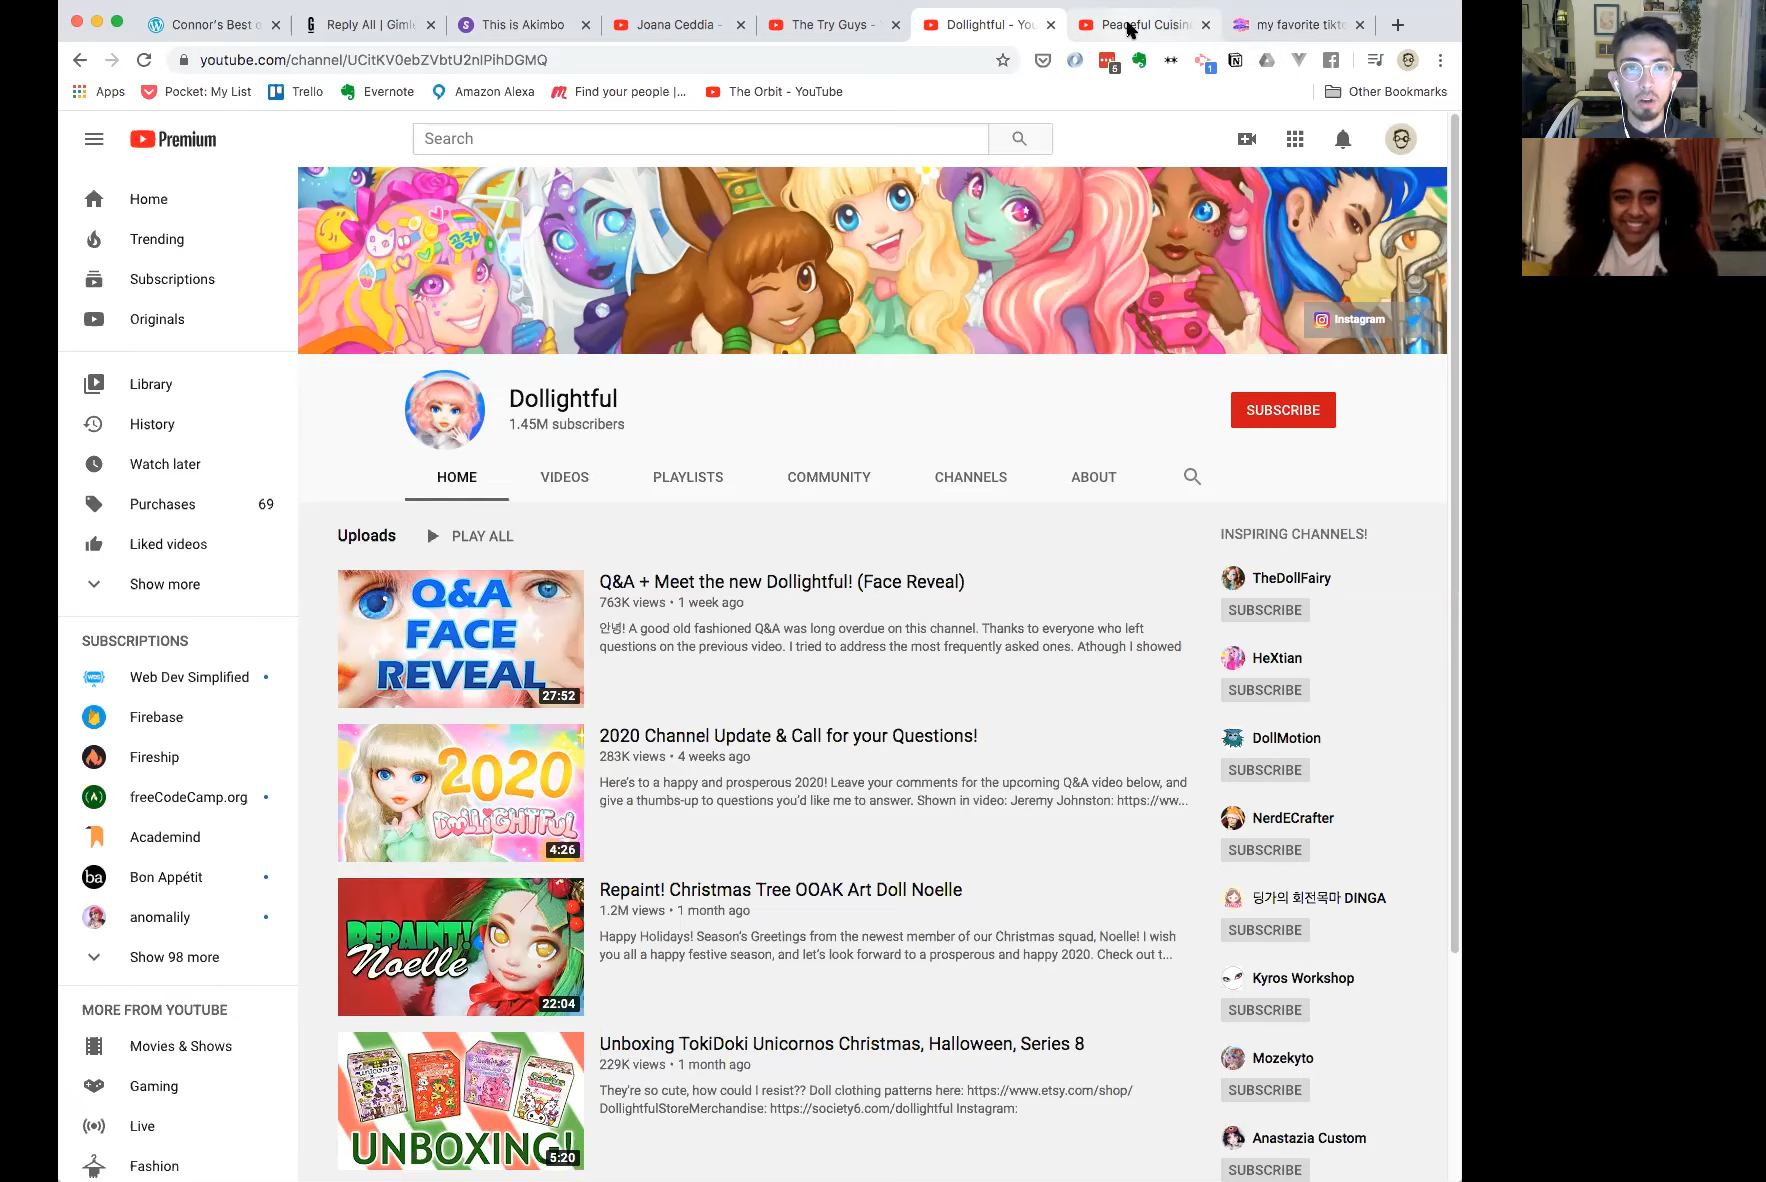 Connor's Best o
Reply All | Giml
This is Akimbo
Joana Ceddia -
The Try Guys -
Dollightful - You
Peaceful Cuisin
my favorite tikto
youtube.com/channel/UCitKV0ebZVbtU2nlPihDGMQ
5
1
Apps
Pocket: My List
Trello
Evernote
Amazon Alexa
Find your people |...
The Orbit - YouTube
Other Bookmarks
Premium
Search
Home
Trending
Subscriptions
Originals
Library
History
Watch later
Purchases 69
Liked videos
Show more
SUBSCRIPTIONS
Web Dev Simplified
Firebase
Fireship
freeCodeCamp.org
Academind
ba
Bon Appétit
anomalily
Show 98 more
MORE FROM YOUTUBE
Movies & Shows
Gaming
Live
Fashion
공주
Instagram
Dollightful
1.45M subscribers
SUBSCRIBE
HOME VIDEOS PLAYLISTS COMMUNITY CHANNELS ABOUT
Uploads PLAY ALL
Q&A
FACE
REVEAL
27:52
Q&A + Meet the new Dollightful! (Face Reveal)
763K views • 1 week ago
안녕! A good old fashioned Q&A was long overdue on this channel. Thanks to everyone who left
questions on the previous video. I tried to address the most frequently asked ones. Athough I showed
2020
DOLLIGHTFUL
4:26
2020 Channel Update & Call for your Questions!
283K views • 4 weeks ago
Here's to a happy and prosperous 2020! Leave your comments for the upcoming Q&A video below, and
give a thumbs-up to questions you'd like me to answer. Shown in video: Jeremy Johnston: https://ww...
REPAINT!
Noelle
22:04
Repaint! Christmas Tree OOAK Art Doll Noelle
1.2M views • 1 month ago
Happy Holidays! Season's Greetings from the newest member of our Christmas squad, Noelle! I wish
you all a happy festive season, and let's look forward to a prosperous and happy 2020. Check out t...
UNBOXING!
5:20
Unboxing TokiDoki Unicornos Christmas, Halloween, Series 8
229K views • 1 month ago
They're so cute, how could I resist?? Doll clothing patterns here: https://www.etsy.com/shop/
DollightfulStoreMerchandise: https://society6.com/dollightful Instagram:
INSPIRING CHANNELS!
TheDollFairy
SUBSCRIBE
HeXtian
SUBSCRIBE
DollMotion
SUBSCRIBE
NerdECrafter
SUBSCRIBE
딩가의 회전목마 DINGA
SUBSCRIBE
Kyros Workshop
SUBSCRIBE
Mozekyto
SUBSCRIBE
Anastazia Custom
SUBSCRIBE